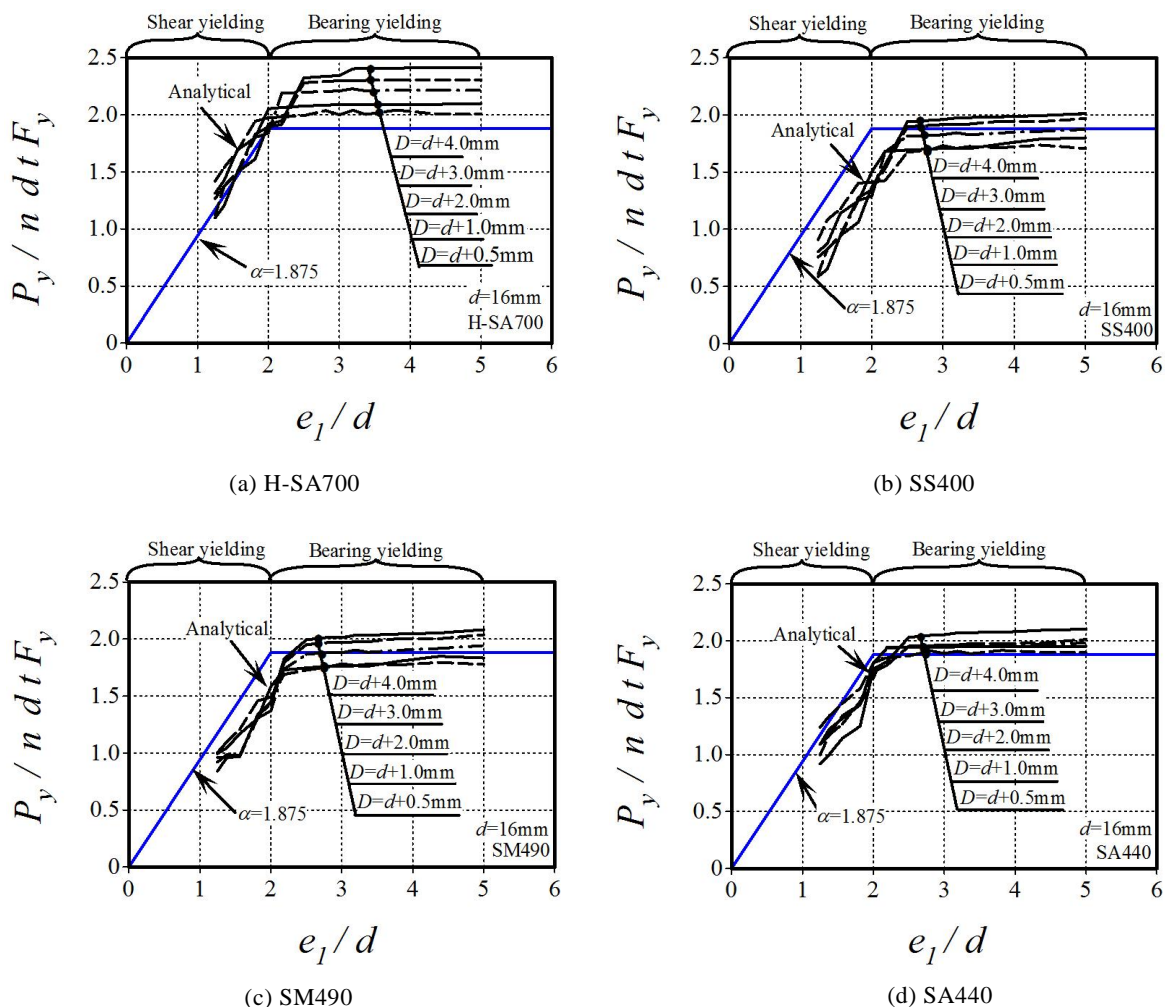 Shear yielding
Bearing yielding
2.5
2.0
1.5
1.0
0.5
0
P_y / n d t F_y
Analytical
α=1.875
D=d+4.0mm
D=d+3.0mm
D=d+2.0mm
D=d+1.0mm
D=d+0.5mm
d=16mm
H-SA700
0 1 2 3 4 5 6
e_1 / d
(a) H-SA700
Shear yielding
Bearing yielding
2.5
2.0
1.5
1.0
0.5
0
P_y / n d t F_y
Analytical
α=1.875
D=d+4.0mm
D=d+3.0mm
D=d+2.0mm
D=d+1.0mm
D=d+0.5mm
d=16mm
SS400
0 1 2 3 4 5 6
e_1 / d
(b) SS400
Shear yielding
Bearing yielding
2.5
2.0
1.5
1.0
0.5
0
P_y / n d t F_y
Analytical
α=1.875
D=d+4.0mm
D=d+3.0mm
D=d+2.0mm
D=d+1.0mm
D=d+0.5mm
d=16mm
SM490
0 1 2 3 4 5 6
e_1 / d
(c) SM490
Shear yielding
Bearing yielding
2.5
2.0
1.5
1.0
0.5
0
P_y / n d t F_y
Analytical
α=1.875
D=d+4.0mm
D=d+3.0mm
D=d+2.0mm
D=d+1.0mm
D=d+0.5mm
d=16mm
SA440
0 1 2 3 4 5 6
e_1 / d
(d) SA440